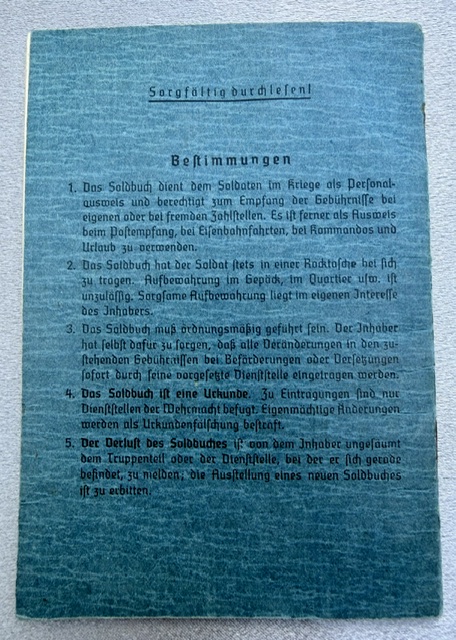 Sorgfältig durchlesen!
Bestimmungen
1. Das Soldbuch dient dem Soldaten im Kriege als Personal-
ausweis und berechtigt zum Empfang der Gebührnisse bei
eigenen oder bei fremden Zahlstellen. Es ist ferner als Ausweis
beim Postempfang, bei Eisenbahnfahrten, bei Kommandos und
Urlaub zu verwenden.
2. Das Soldbuch hat der Soldat stets in einer Rocktasche bei sich
zu tragen. Aufbewahrung im Gepäck, im Quartier usw. ist
unzulässig. Sorgsame Aufbewahrung liegt im eigenen Interesse
des Inhabers.
3. Das Soldbuch muß ordnungsmäßig geführt sein. Der Inhaber
hat selbst dafür zu sorgen, daß alle Veränderungen in den zu-
stehenden Gebührnissen bei Beförderungen oder Versetzungen
sofort durch seine vorgesetzte Dienststelle eingetragen werden.
4. Das Soldbuch ist eine Urkunde. Zu Eintragungen sind nur
Dienststellen der Wehrmacht befugt. Eigenmächtige Änderungen
werden als Urkundenfälschung bestraft.
5. Der Verlust des Soldbuches ist von dem Inhaber ungesäumt
dem Truppenteil oder der Dienststelle, bei der er sich gerade
befindet, zu melden; die Ausstellung eines neuen Soldbuches
ist zu erbitten.